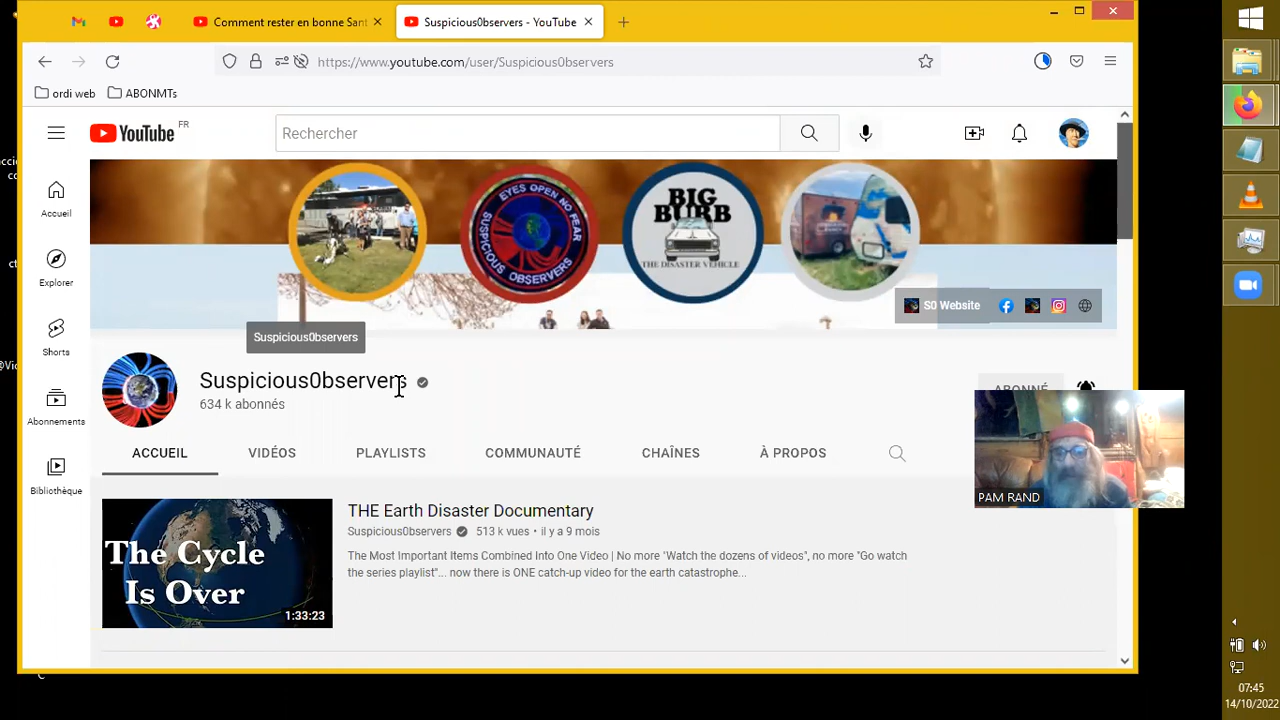 Comment rester en bonne Sant
Suspicious0bservers - YouTube
https://www.youtube.com/user/Suspicious0bservers
ordi web
ABONMTs
YouTube FR
Rechercher
EYES OPEN NO FEAR
SUSPICIOUS OBSERVERS
BIG
BURB
THE DISASTER VEHICLE
S0 Website
Accueil
Explorer
Shorts
Abonnements
Bibliothèque
Suspicious0bservers
Suspicious0bservers
634 k abonnés
ABONNÉ
ACCUEIL VIDÉOS PLAYLISTS COMMUNAUTÉ CHAÎNES À PROPOS
PAM RAND
The Cycle
Is Over
1:33:23
THE Earth Disaster Documentary
Suspicious0bservers 513 k vues • il y a 9 mois
The Most Important Items Combined Into One Video | No more 'Watch the dozens of videos", no more "Go watch
the series playlist"... now there is ONE catch-up video for the earth catastrophe...
07:45
14/10/2022